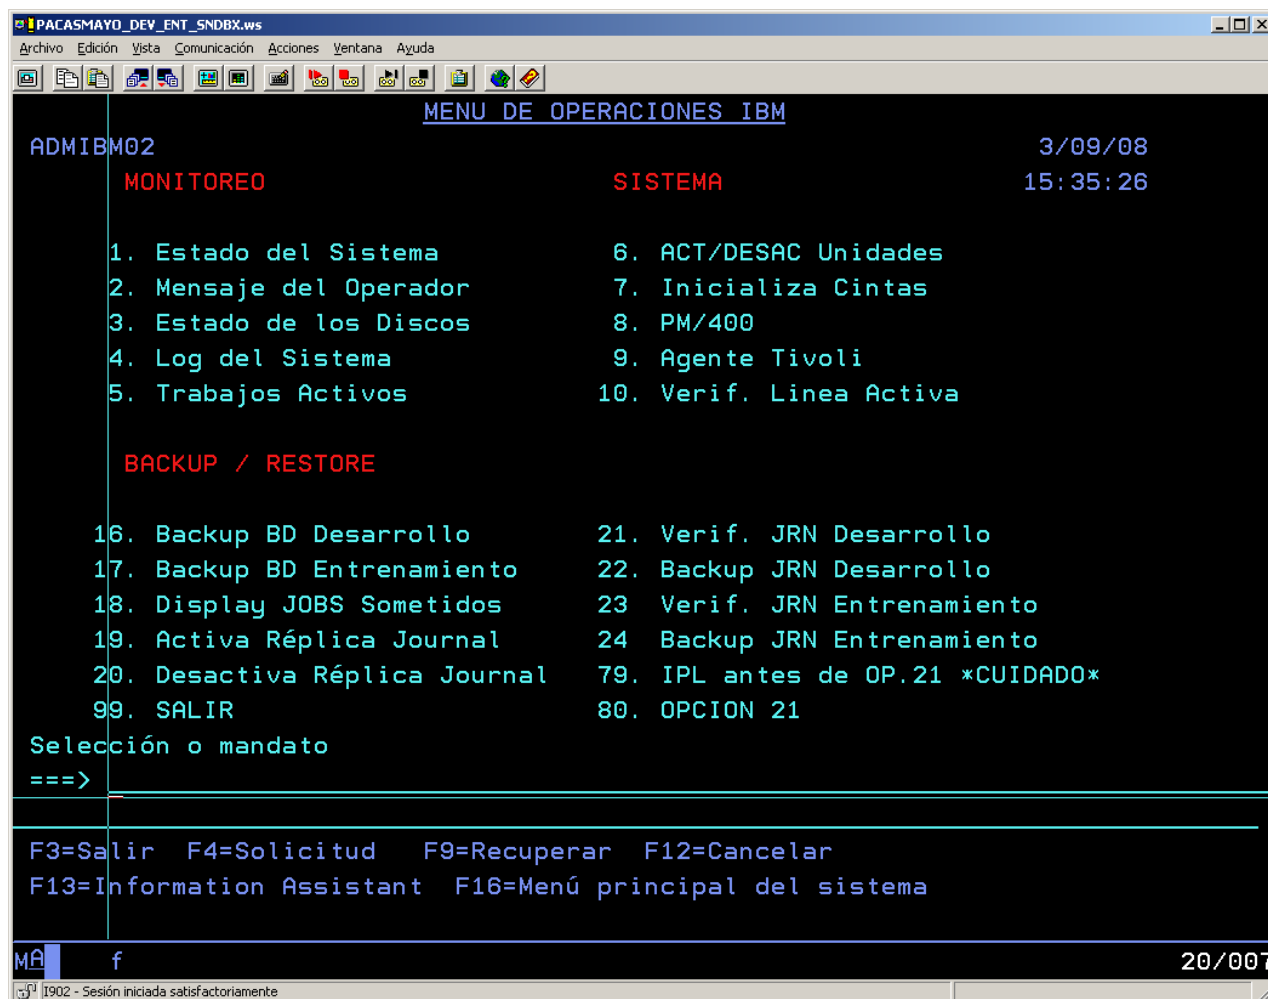 PACASMAYO_DEV_ENT_SNDBX.ws
Archivo Edición Vista Comunicación Acciones Ventana Ayuda
MENU DE OPERACIONES IBM
ADMIBM02 3/09/08
MONITOREO SISTEMA 15:35:26
1. Estado del Sistema 6. ACT/DESAC Unidades
2. Mensaje del Operador 7. Inicializa Cintas
3. Estado de los Discos 8. PM/400
4. Log del Sistema 9. Agente Tivoli
5. Trabajos Activos 10. Verif. Linea Activa
BACKUP / RESTORE
16. Backup BD Desarrollo 21. Verif. JRN Desarrollo
17. Backup BD Entrenamiento 22. Backup JRN Desarrollo
18. Display JOBS Sometidos 23 Verif. JRN Entrenamiento
19. Activa Réplica Journal 24 Backup JRN Entrenamiento
20. Desactiva Réplica Journal 79. IPL antes de OP.21 *CUIDADO*
99. SALIR 80. OPCION 21
Selección o mandato
===>
F3=Salir F4=Solicitud F9=Recuperar F12=Cancelar
F13=Information Assistant F16=Menú principal del sistema
MA f 20/007
I902 - Sesión iniciada satisfactoriamente